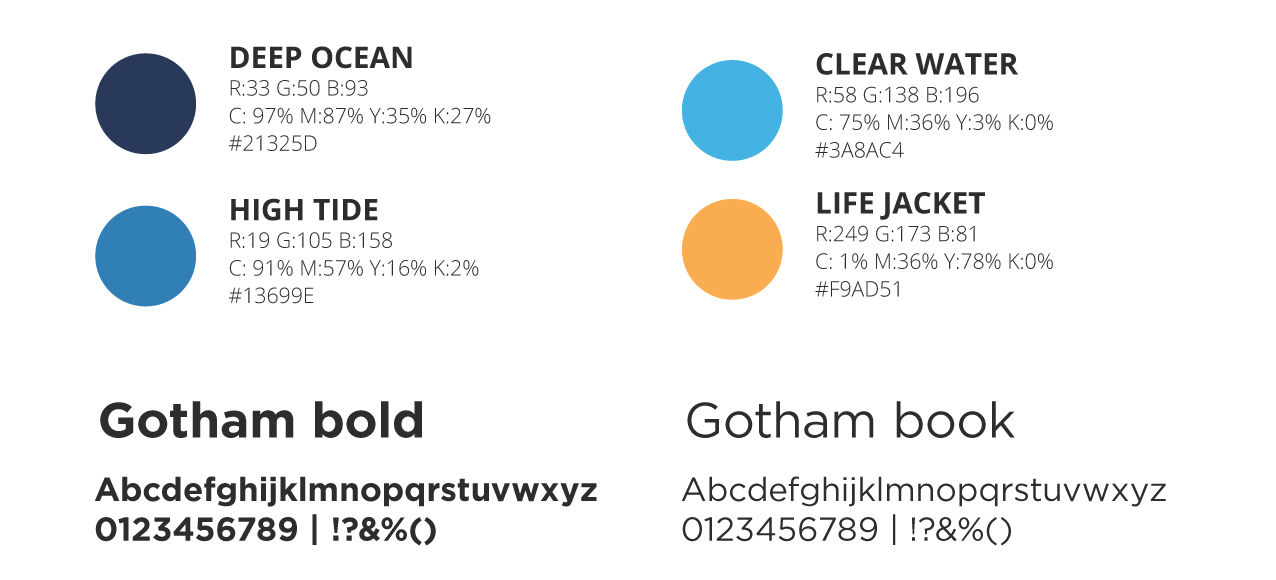 DEEP OCEAN
R:33 G:50 B:93
C: 97% M:87% Y:35% K:27%
#21325D
CLEAR WATER
R:58 G:138 B:196
C: 75% M:36% Y:3% K:0%
#3A8AC4
HIGH TIDE
R:19 G:105 B:158
C: 91% M:57% Y:16% K:2%
#13699E
LIFE JACKET
R:249 G:173 B:81
C: 1% M:36% Y:78% K:0%
#F9AD51
Gotham bold
Abcdefghijklmnopqrstuvwxyz
0123456789 | !?&%()
Gotham book
Abcdefghijklmnopqrstuvwxyz
0123456789 | !?&%()